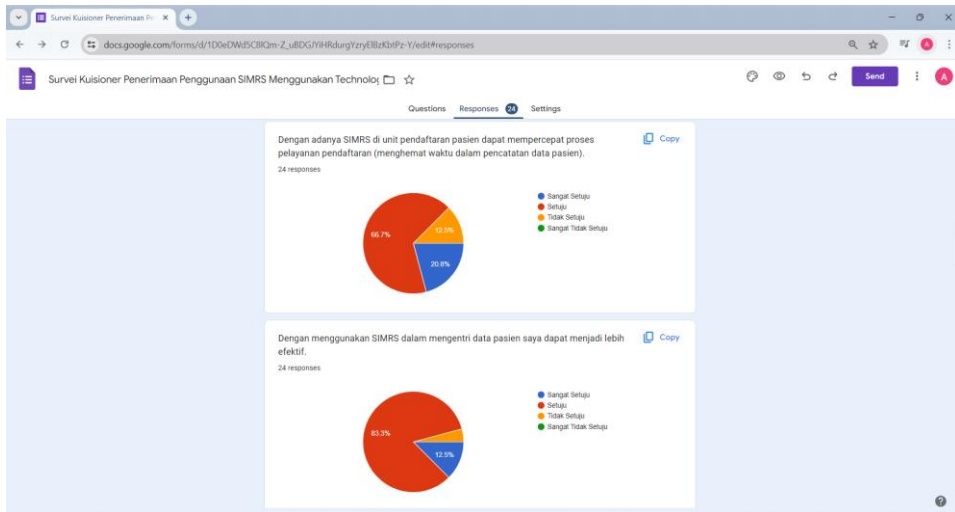 Survei Kuisioner Penerimaan Pe
docs.google.com/forms/d/1D0eDWd5C8lQm-Z_uBDGJYiHRdurgYzryElBzKbtPz-Y/edit#responses
A
Survei Kuisioner Penerimaan Penggunaan SIMRS Menggunakan Technolog
Send
A
Questions Responses 24 Settings
Dengan adanya SIMRS di unit pendaftaran pasien dapat mempercepat proses
pelayanan pendaftaran (menghemat waktu dalam pencatatan data pasien).
Copy
24 responses
Sangat Setuju
Setuju
Tidak Setuju
Sangat Tidak Setuju
66.7%
12.5%
20.8%
Dengan menggunakan SIMRS dalam mengentri data pasien saya dapat menjadi lebih
efektif.
Copy
24 responses
Sangat Setuju
Setuju
Tidak Setuju
Sangat Tidak Setuju
83.3%
12.5%